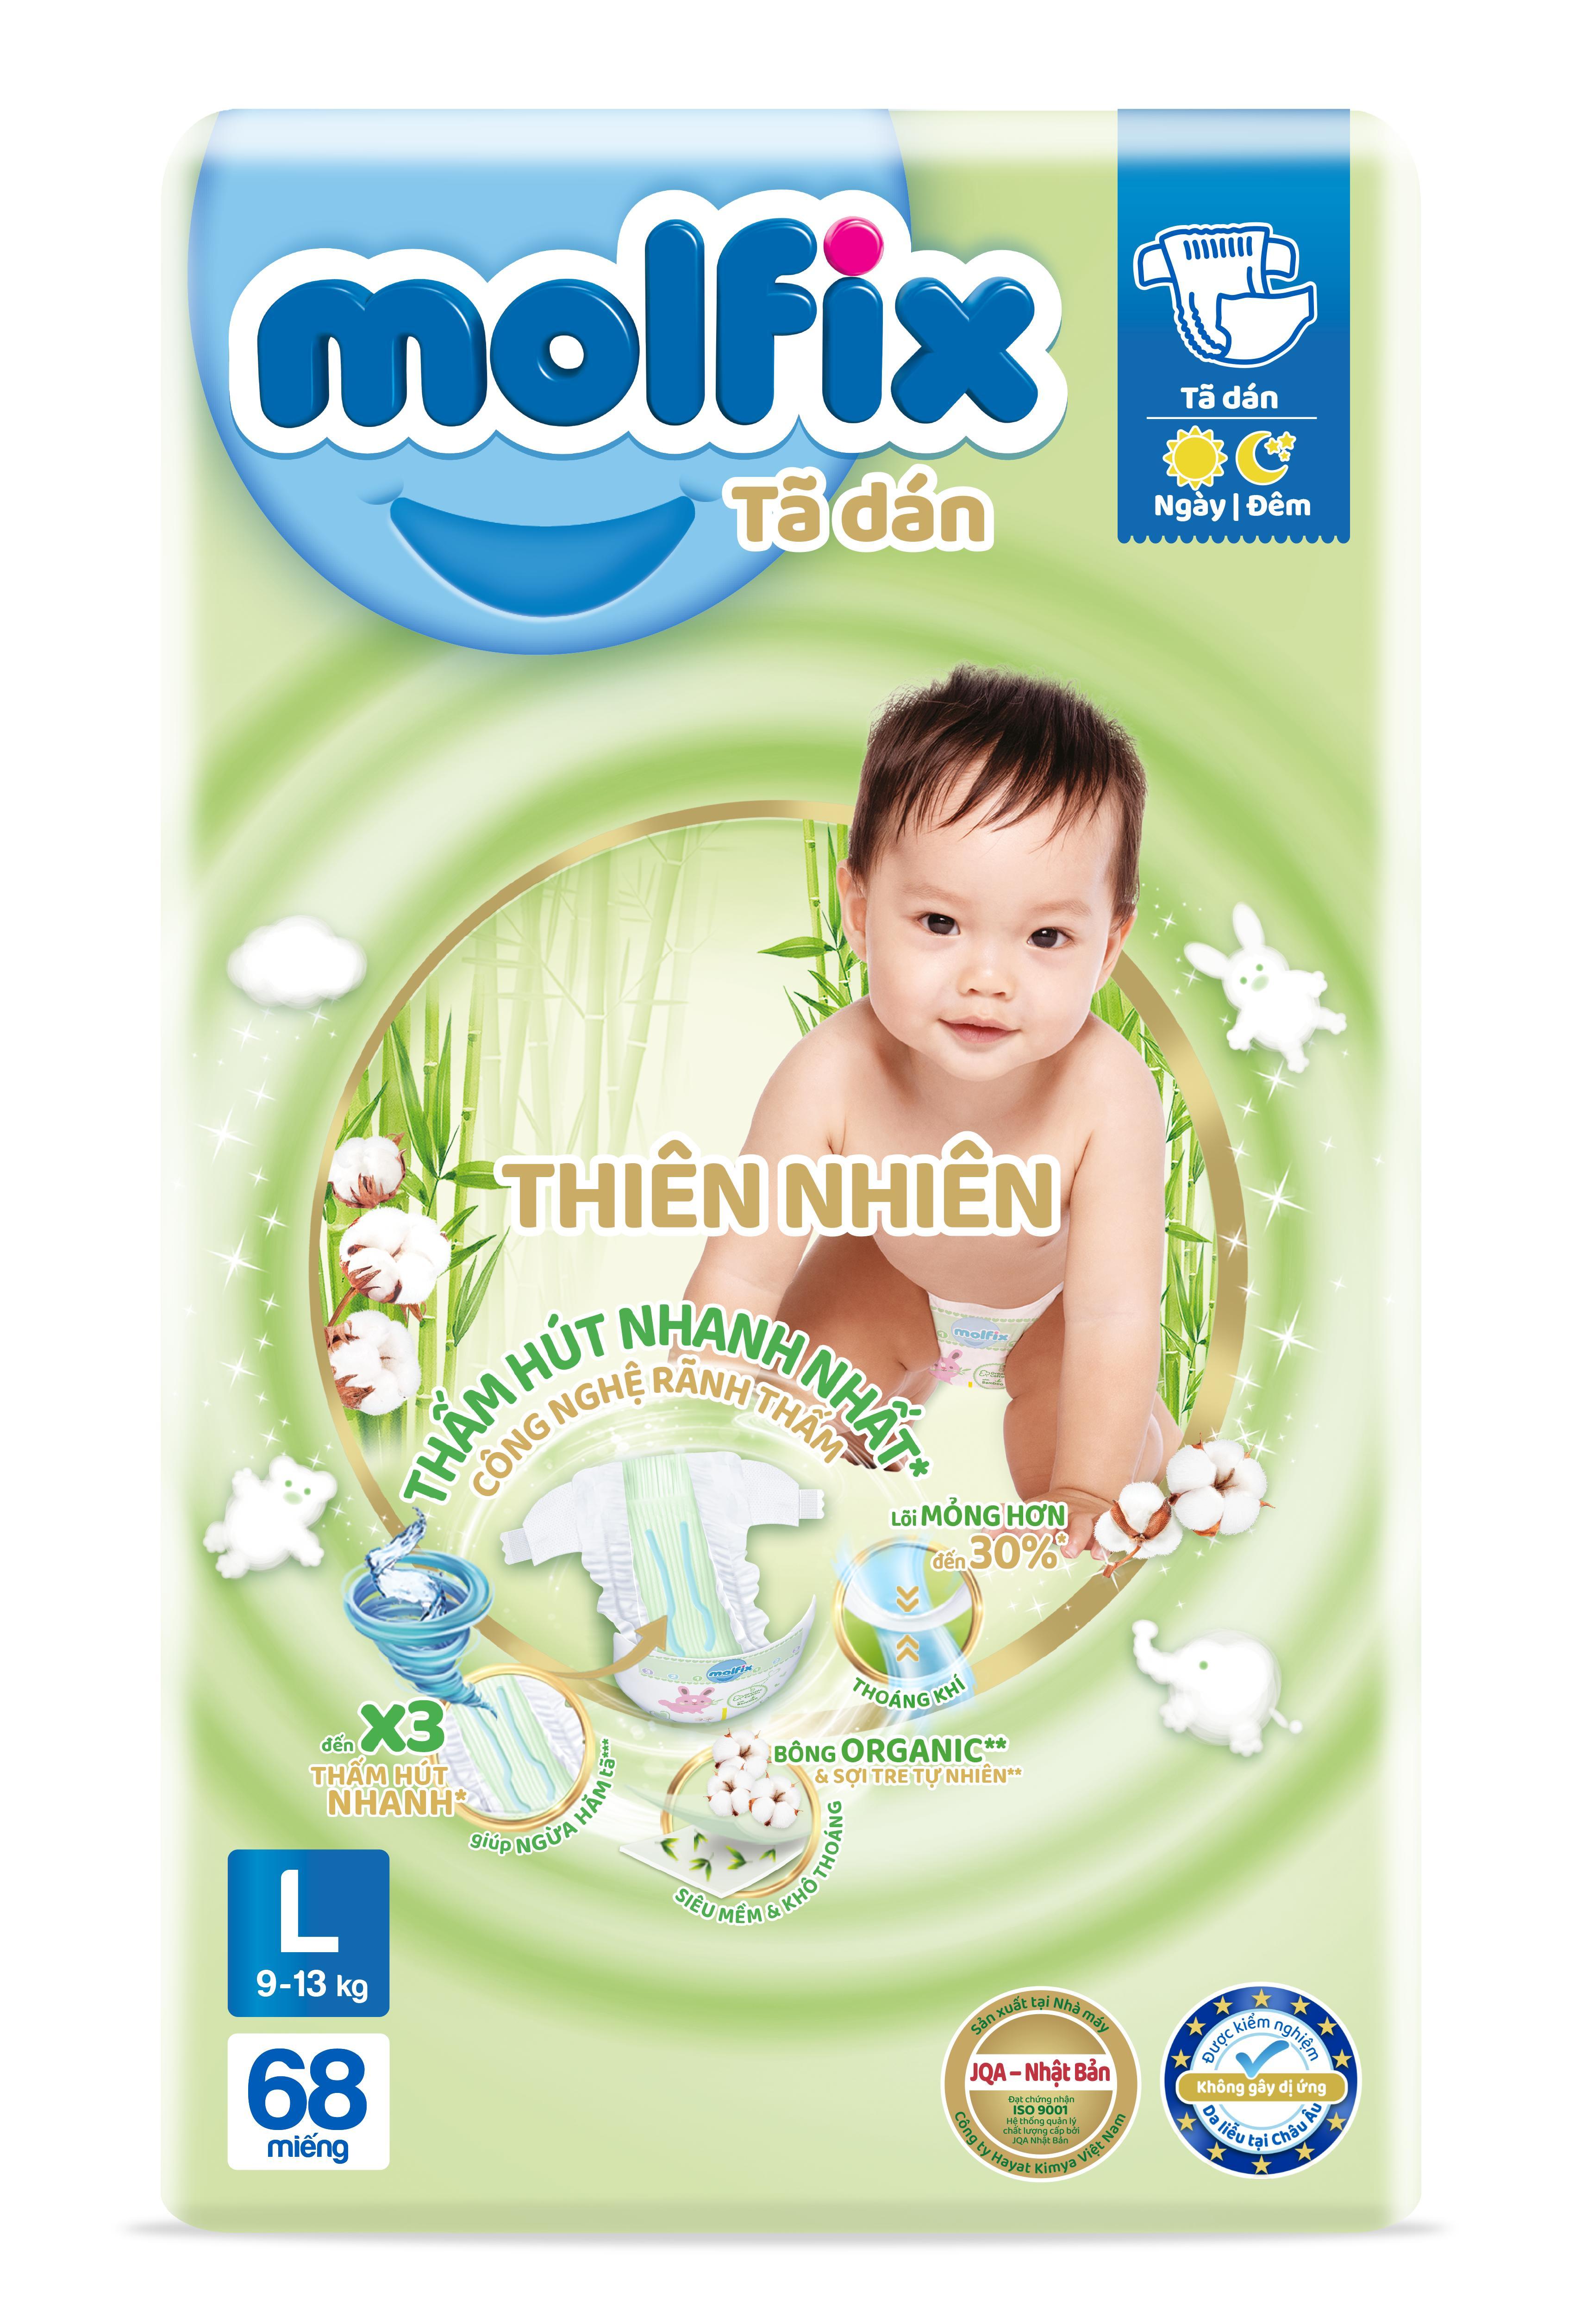 molfix
Tã dán
Tã dán
Ngày | Đêm
THIÊN NHIÊN
THẤM HÚT NHANH NHẤT*
CÔNG NGHỆ RÃNH THẤM
Lõi MỎNG HƠN
đến 30%*
THOÁNG KHÍ
molfix
molfix
đến X3
THẤM HÚT
NHANH*
giúp NGỪA HĂM tã***
BÔNG ORGANIC**
& SỢI TRE TỰ NHIÊN**
SIÊU MỀM & KHÔ THOÁNG
L
9-13 kg
68
miếng
Sản xuất tại Nhà máy
JQA – Nhật Bản
Đạt chứng nhận
ISO 9001
Hệ thống quản lý
chất lượng cấp bởi
JQA Nhật Bản
Công ty Hayat Kimya Việt Nam
Được kiểm nghiệm
Không gây dị ứng
Da liễu tại Châu Âu